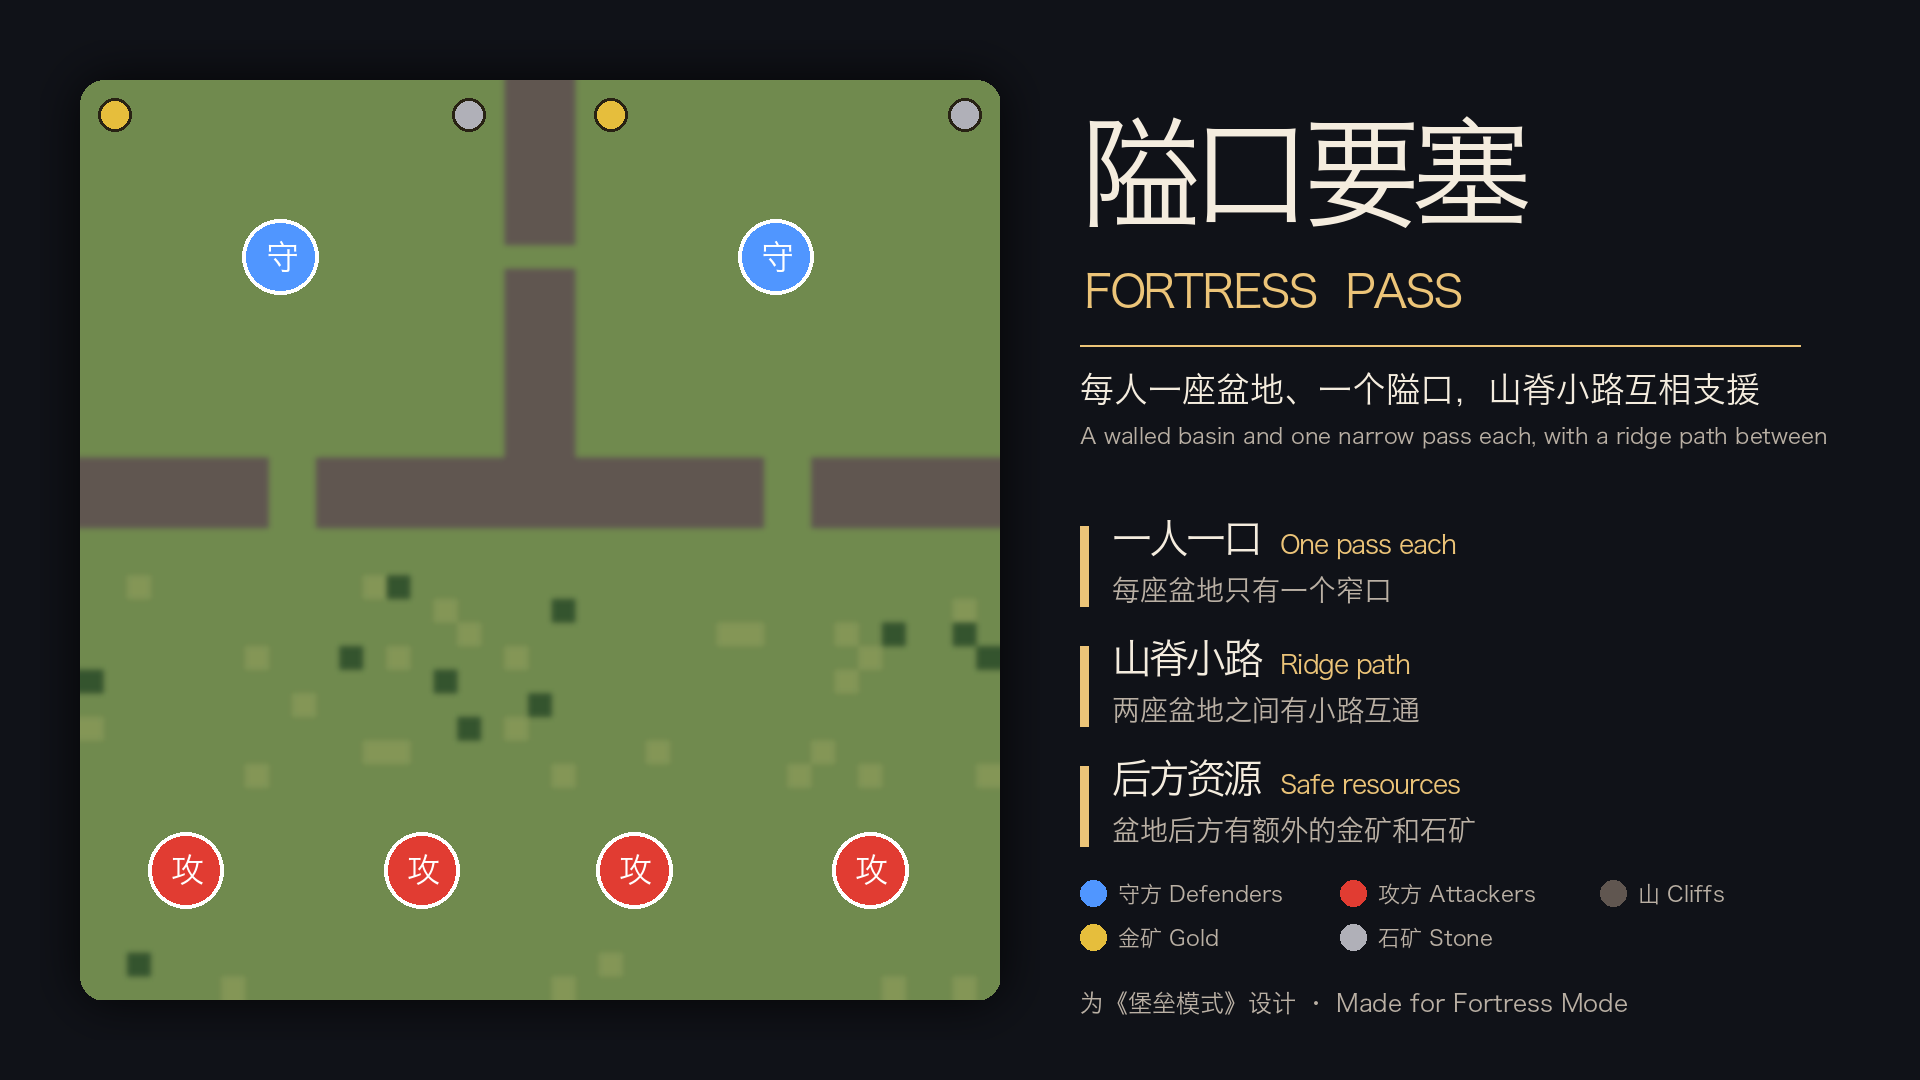 守
守
攻
攻
攻
攻
隘口要塞
FORTRESS PASS
每人一座盆地、一个隘口，山脊小路互相支援
A walled basin and one narrow pass each, with a ridge path between
一人一口 One pass each
每座盆地只有一个窄口
山脊小路 Ridge path
两座盆地之间有小路互通
后方资源 Safe resources
盆地后方有额外的金矿和石矿
守方 Defenders
攻方 Attackers
山 Cliffs
金矿 Gold
石矿 Stone
为《堡垒模式》设计 · Made for Fortress Mode